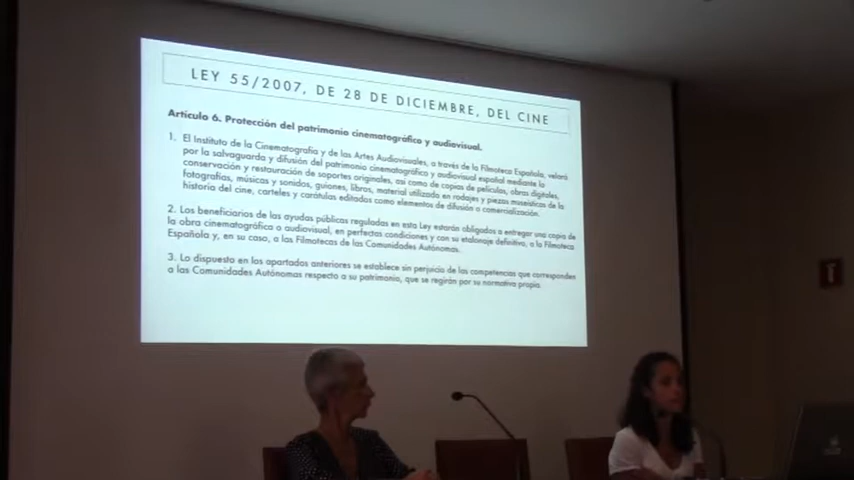 LEY 55/2007, DE 28 DE DICIEMBRE, DEL CINE
Artículo 6. Protección del patrimonio cinematográfico y audiovisual.
1. El Instituto de la Cinematografía y de las Artes Audiovisuales, a través de la Filmoteca Española, velará
por la salvaguarda y difusión del patrimonio cinematográfico y audiovisual español mediante la
conservación y restauración de soportes originales, así como de copias de películas, obras digitales,
fotografías, músicas y sonidos, guiones, libros, material utilizado en rodajes y piezas museísticas de la
historia del cine, carteles y carátulas editados como elementos de difusión o comercialización.
2. Los beneficiarios de las ayudas públicas reguladas en esta Ley estarán obligados a entregar una copia de
la obra cinematográfica o audiovisual, en perfectas condiciones y con su etalonaje definitivo, a la Filmoteca
Española y, en su caso, a las Filmotecas de las Comunidades Autónomas.
3. Lo dispuesto en los apartados anteriores se establece sin perjuicio de las competencias que corresponden
a las Comunidades Autónomas respecto a su patrimonio, que se regirán por su normativa propia.